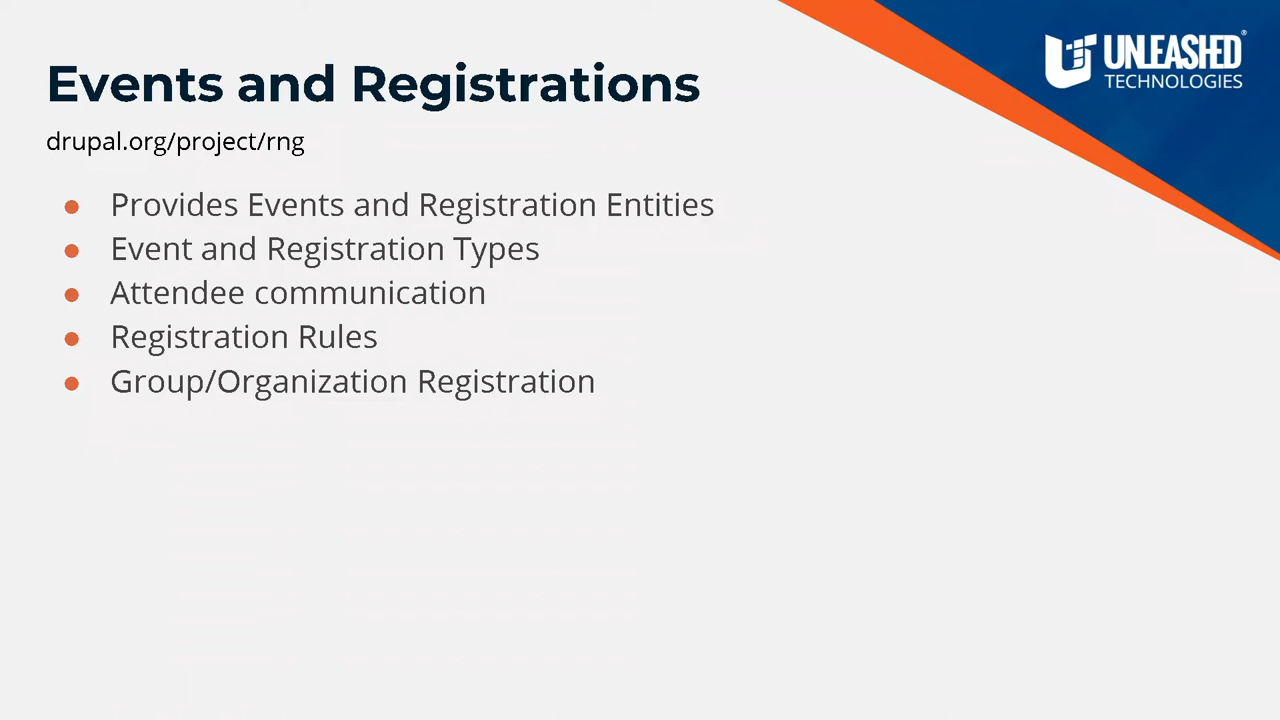 Events and Registrations
drupal.org/project/rng
● Provides Events and Registration Entities
● Event and Registration Types
● Attendee communication
● Registration Rules
● Group/Organization Registration
UNLEASHED®
TECHNOLOGIES